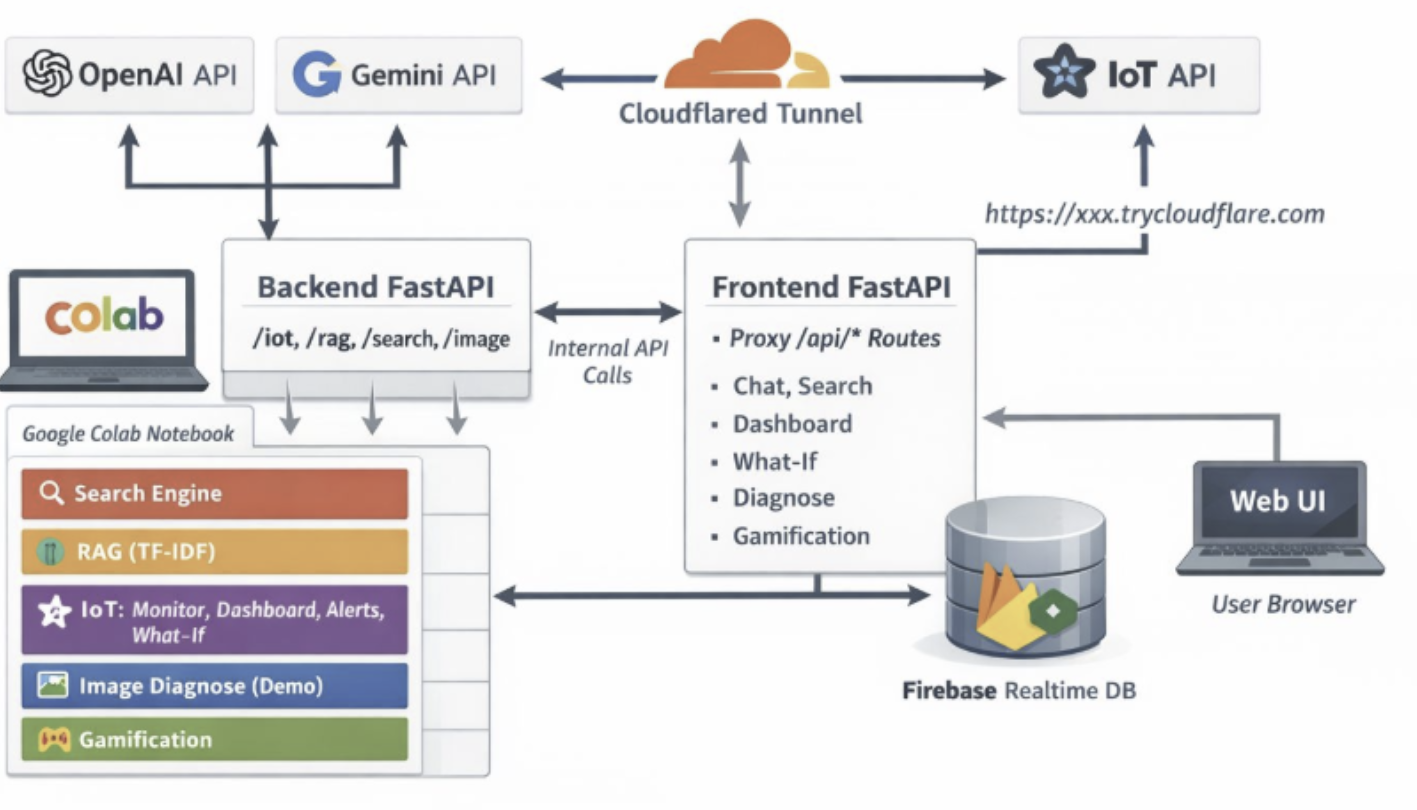 OpenAI API
Gemini API
Cloudflared Tunnel
IoT API
https://xxx.trycloudflare.com
colab
Backend FastAPI
/iot, /rag, /search, /image
Internal API
Calls
Frontend FastAPI
▪ Proxy /api/* Routes
▪ Chat, Search
▪ Dashboard
▪ What-If
▪ Diagnose
▪ Gamification
Google Colab Notebook
Search Engine
RAG (TF-IDF)
IoT: Monitor, Dashboard, Alerts,
What-If
Image Diagnose (Demo)
Gamification
Web UI
User Browser
Firebase Realtime DB